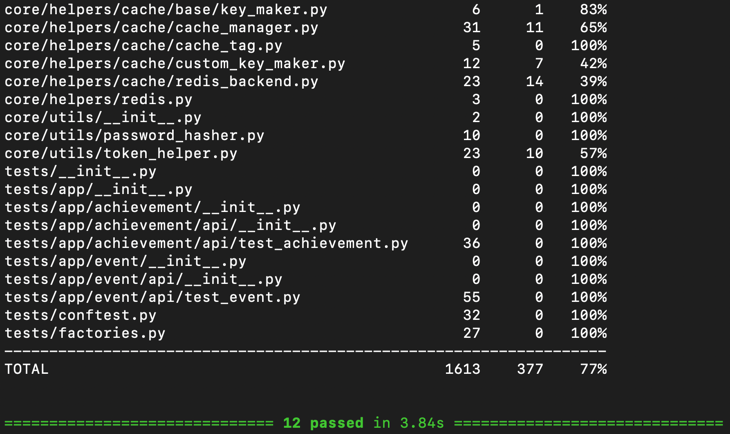 core/helpers/cache/base/key_maker.py 6 1 83%
core/helpers/cache/cache_manager.py 31 11 65%
core/helpers/cache/cache_tag.py 5 0 100%
core/helpers/cache/custom_key_maker.py 12 7 42%
core/helpers/cache/redis_backend.py 23 14 39%
core/helpers/redis.py 3 0 100%
core/utils/__init__.py 2 0 100%
core/utils/password_hasher.py 10 0 100%
core/utils/token_helper.py 23 10 57%
tests/__init__.py 0 0 100%
tests/app/__init__.py 0 0 100%
tests/app/achievement/__init__.py 0 0 100%
tests/app/achievement/api/__init__.py 0 0 100%
tests/app/achievement/api/test_achievement.py 36 0 100%
tests/app/event/__init__.py 0 0 100%
tests/app/event/api/__init__.py 0 0 100%
tests/app/event/api/test_event.py 55 0 100%
tests/conftest.py 32 0 100%
tests/factories.py 27 0 100%
-------------------------------------------------------------------
TOTAL 1613 377 77%
============================== 12 passed in 3.84s ==============================